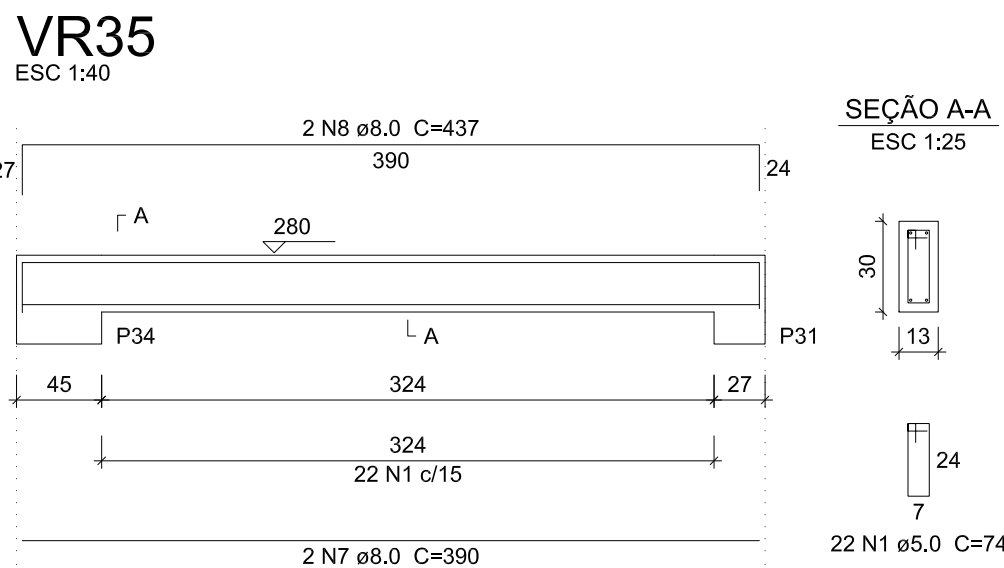 VR35
ESC 1:40
2 N8 ø8.0 C=437
390
27
24
A
280
P34
A
P31
45
324
27
324
22 N1 c/15
2 N7 ø8.0 C=390
SEÇÃO A-A
ESC 1:25
30
13
24
7
22 N1 ø5.0 C=74